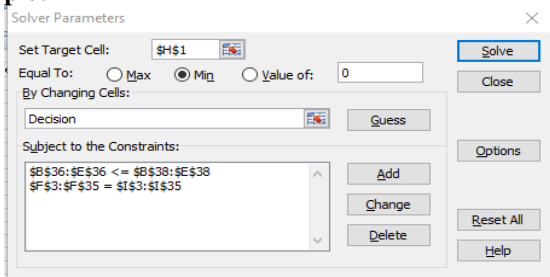 Solver Parameters
Set Target Cell: $H$1 Solve
Equal To: Max Min Value of: 0 Close
By Changing Cells:
Decision Guess
Subject to the Constraints: Options
$B$36:$E$36 <= $B$38:$E$38 Add
$F$3:$F$35 = $I$3:$I$35
Change
Reset All
Delete
Help